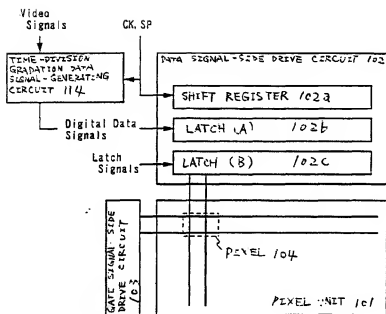 Video
Signals
CK, SP
TIME-DIVISION
GRADATION DATA
SIGNAL-GENERATING
CIRCUIT 114
DATA SIGNAL-SIDE DRIVE CIRCUIT 102
SHIFT REGISTER 102a
Digital Data
Signals
LATCH (A) 102b
Latch
Signals
LATCH (B) 102c
GATE SIGNAL-SIDE
DRIVE CIRCUIT
103
PIXEL 104
PIXEL UNIT 101